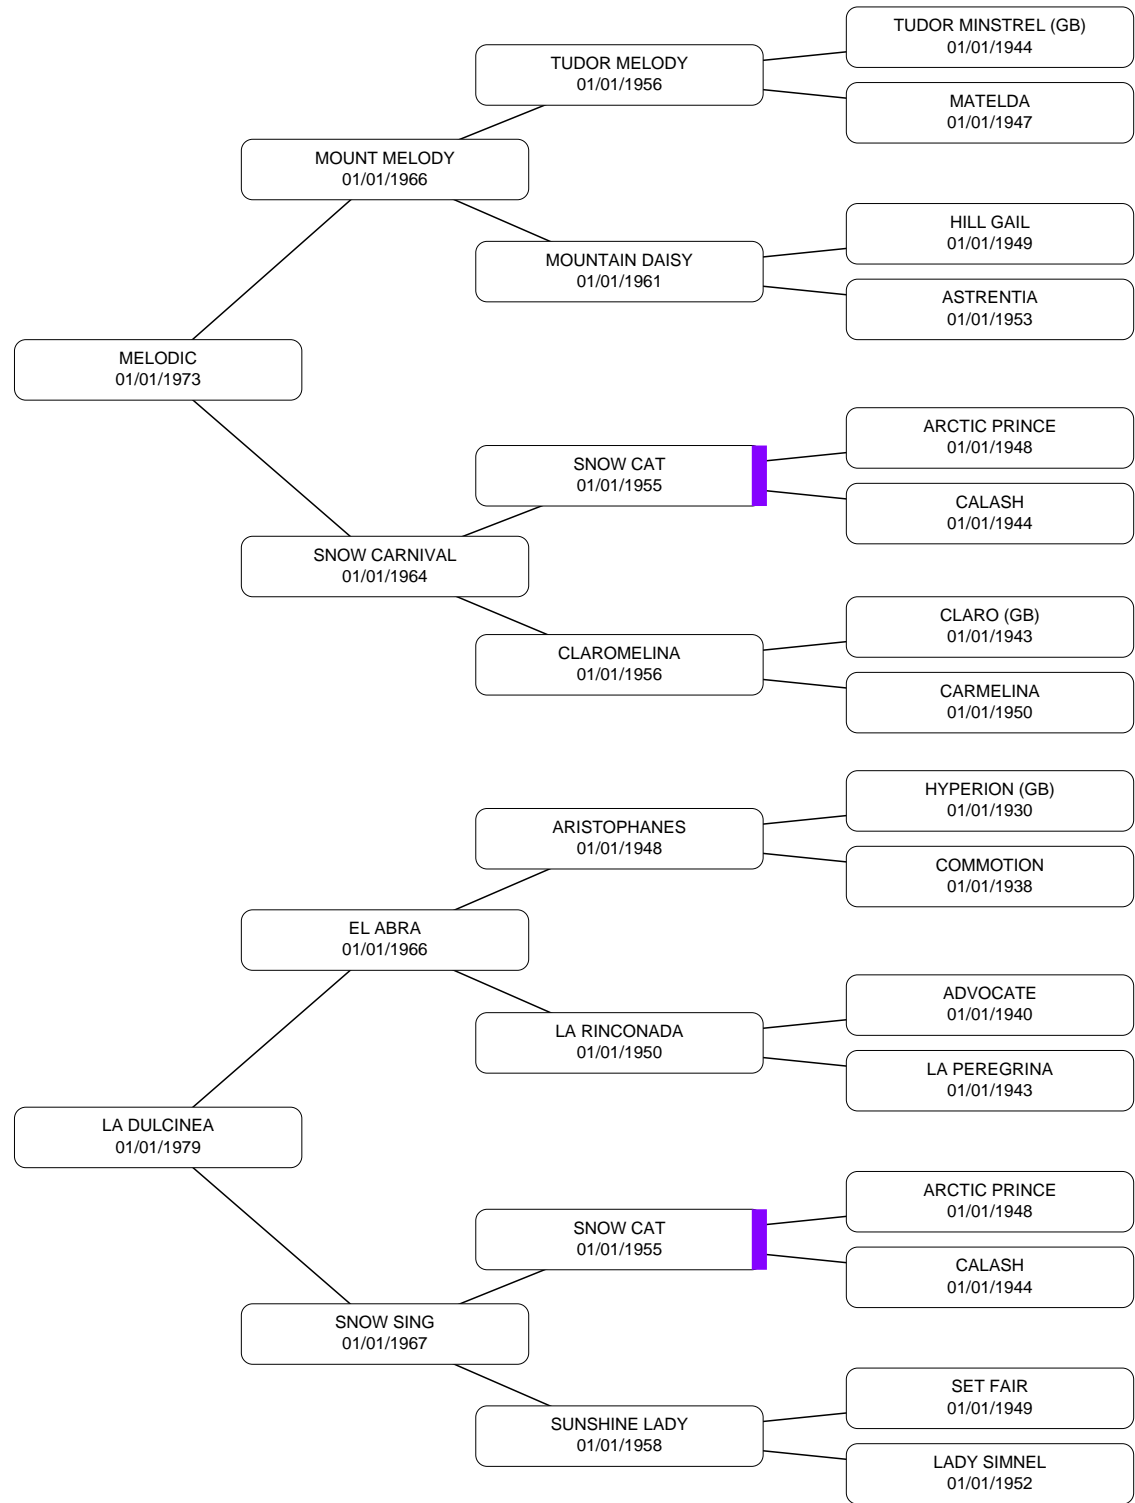 TUDOR MINSTREL (GB)
01/01/1944
TUDOR MELODY
01/01/1956
MATELDA
01/01/1947
MOUNT MELODY
01/01/1966
HILL GAIL
01/01/1949
MOUNTAIN DAISY
01/01/1961
ASTRENTIA
01/01/1953
MELODIC
01/01/1973
ARCTIC PRINCE
01/01/1948
SNOW CAT
01/01/1955
CALASH
01/01/1944
SNOW CARNIVAL
01/01/1964
CLARO (GB)
01/01/1943
CLAROMELINA
01/01/1956
CARMELINA
01/01/1950
HYPERION (GB)
01/01/1930
ARISTOPHANES
01/01/1948
COMMOTION
01/01/1938
EL ABRA
01/01/1966
ADVOCATE
01/01/1940
LA RINCONADA
01/01/1950
LA PEREGRINA
01/01/1943
LA DULCINEA
01/01/1979
ARCTIC PRINCE
01/01/1948
SNOW CAT
01/01/1955
CALASH
01/01/1944
SNOW SING
01/01/1967
SET FAIR
01/01/1949
SUNSHINE LADY
01/01/1958
LADY SIMNEL
01/01/1952